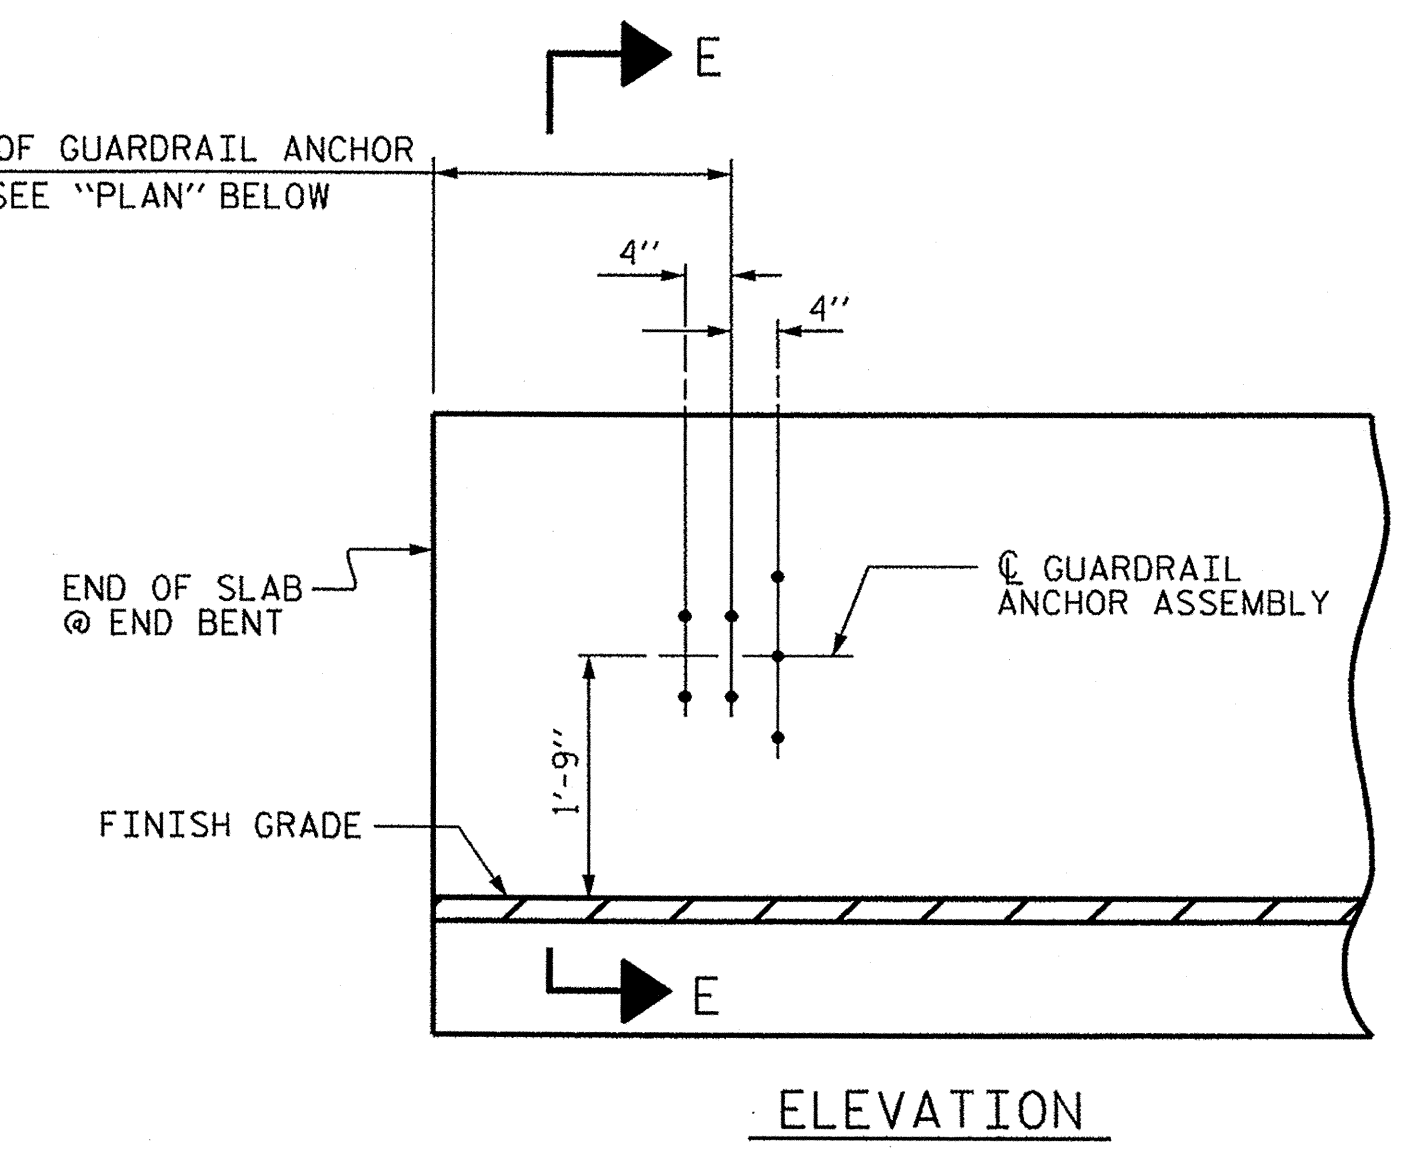 E
OF GUARDRAIL ANCHOR
SEE "PLAN" BELOW
4"
4"
END OF SLAB
@ END BENT
℄ GUARDRAIL
ANCHOR ASSEMBLY
1'-9"
FINISH GRADE
E
ELEVATION